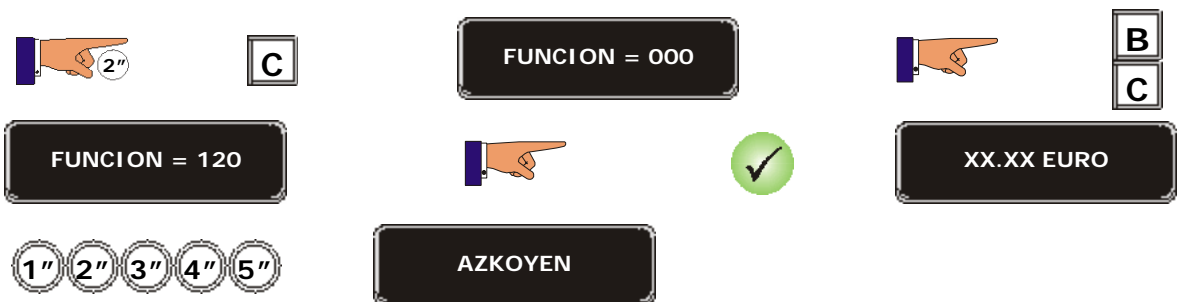 2" C FUNCION = 000 B
C
FUNCION = 120 XX.XX EURO
1" 2" 3" 4" 5" AZKOYEN